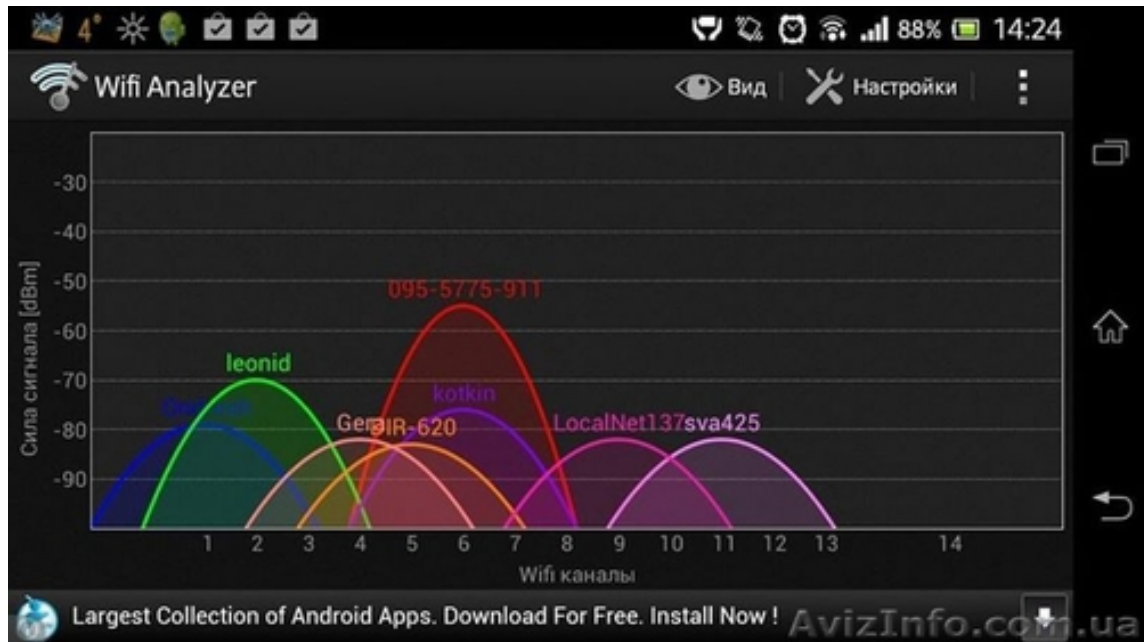 4° 88% 14:24
Wifi Analyzer Вид Настройки
Сила сигнала [dBm]
-30
-40
-50
-60
-70
-80
-90
095-5775-911
leonid
kotkin
Gera DIR-620 LocalNet137 sva425
1 2 3 4 5 6 7 8 9 10 11 12 13 14
Wifi каналы
Largest Collection of Android Apps. Download For Free. Install Now !
AvizInfo.com.ua